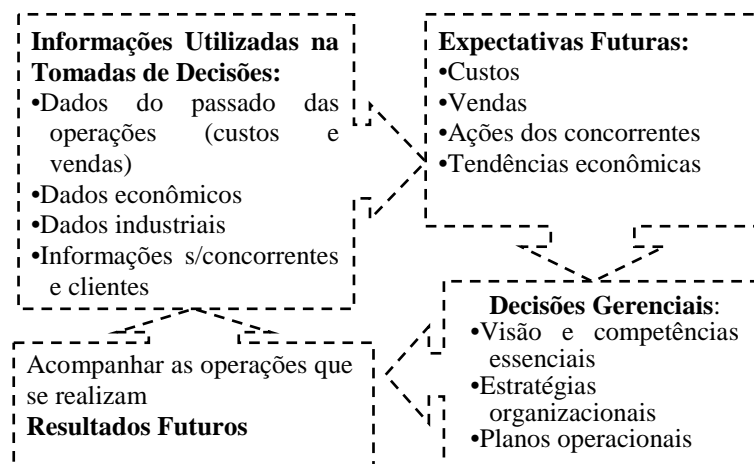 Informações Utilizadas na
Tomadas de Decisões:
•Dados do passado das
operações (custos e
vendas)
•Dados econômicos
•Dados industriais
•Informações s/concorrentes
e clientes
Expectativas Futuras:
•Custos
•Vendas
•Ações dos concorrentes
•Tendências econômicas
Decisões Gerenciais:
•Visão e competências
essenciais
•Estratégias
organizacionais
•Planos operacionais
Acompanhar as operações que
se realizam
Resultados Futuros